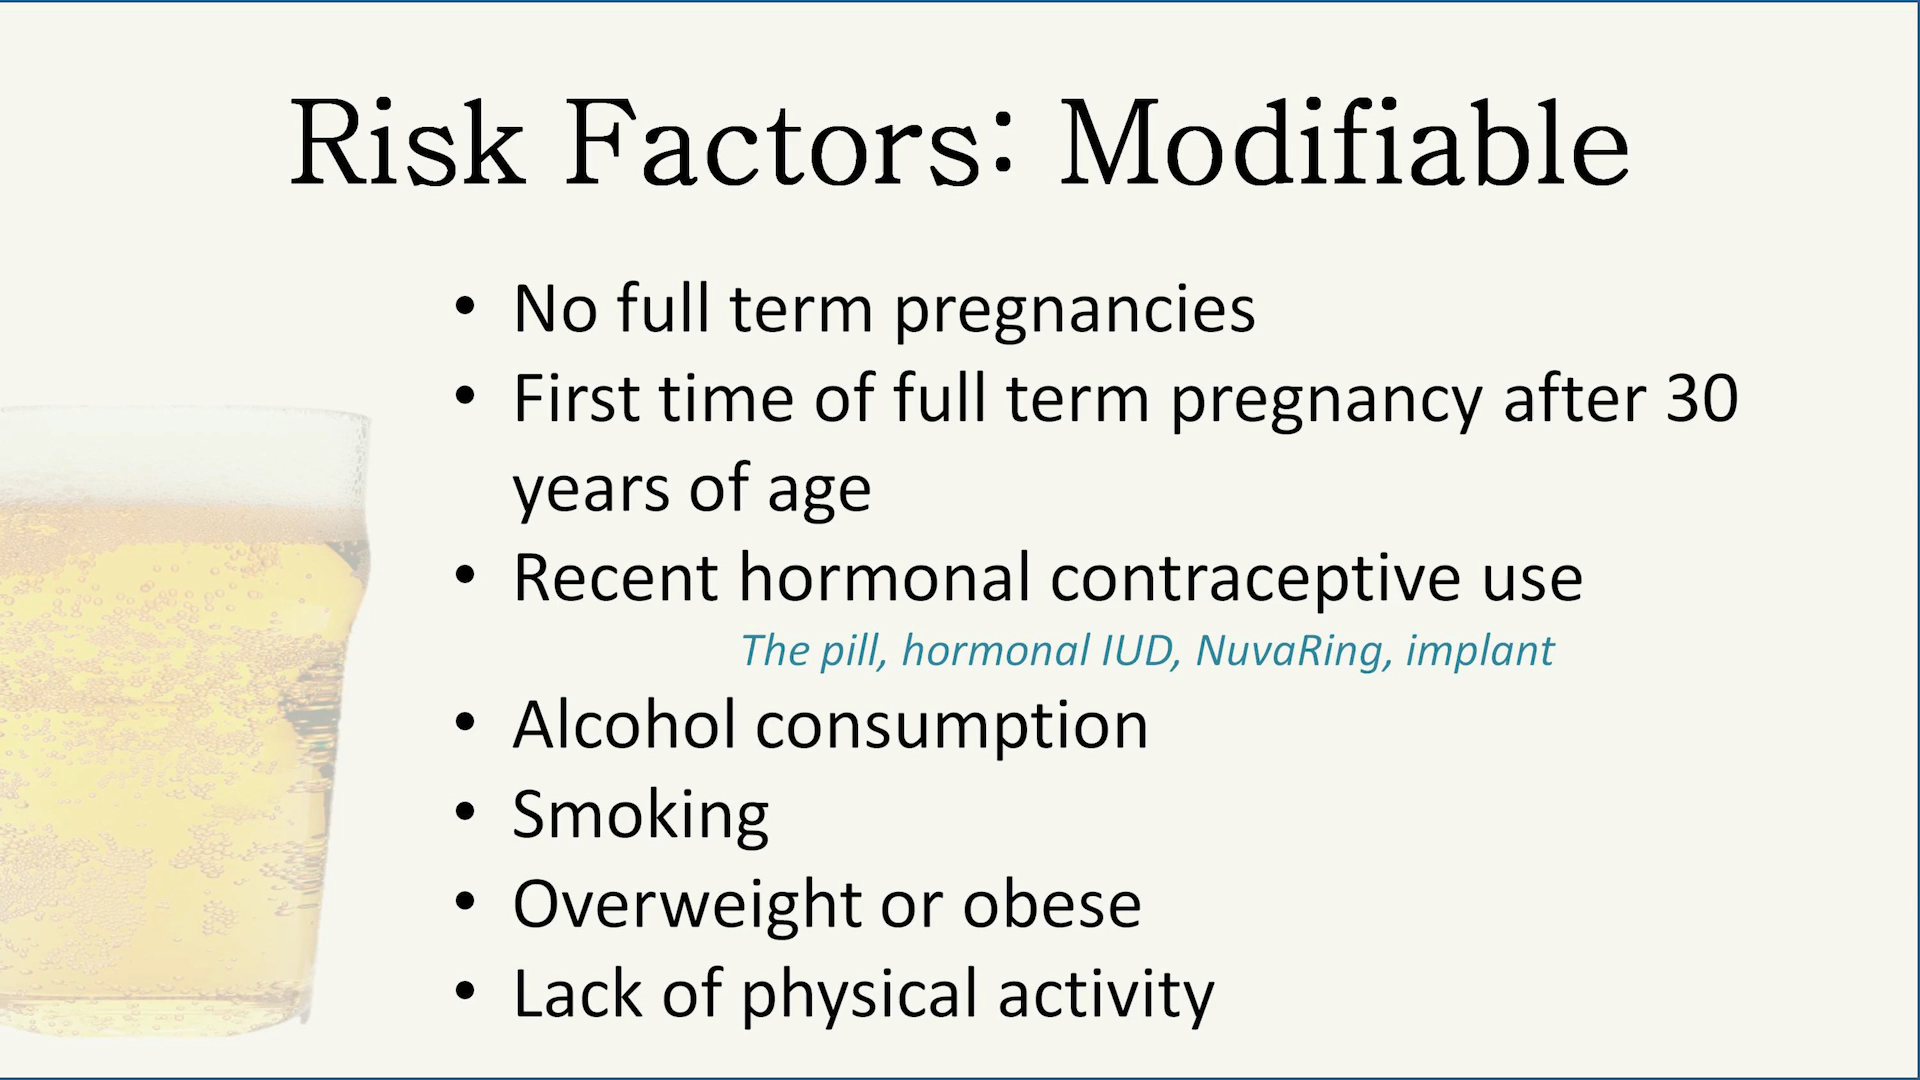 Risk Factors: Modifiable
• No full term pregnancies
• First time of full term pregnancy after 30
years of age
• Recent hormonal contraceptive use
The pill, hormonal IUD, NuvaRing, implant
• Alcohol consumption
• Smoking
• Overweight or obese
• Lack of physical activity